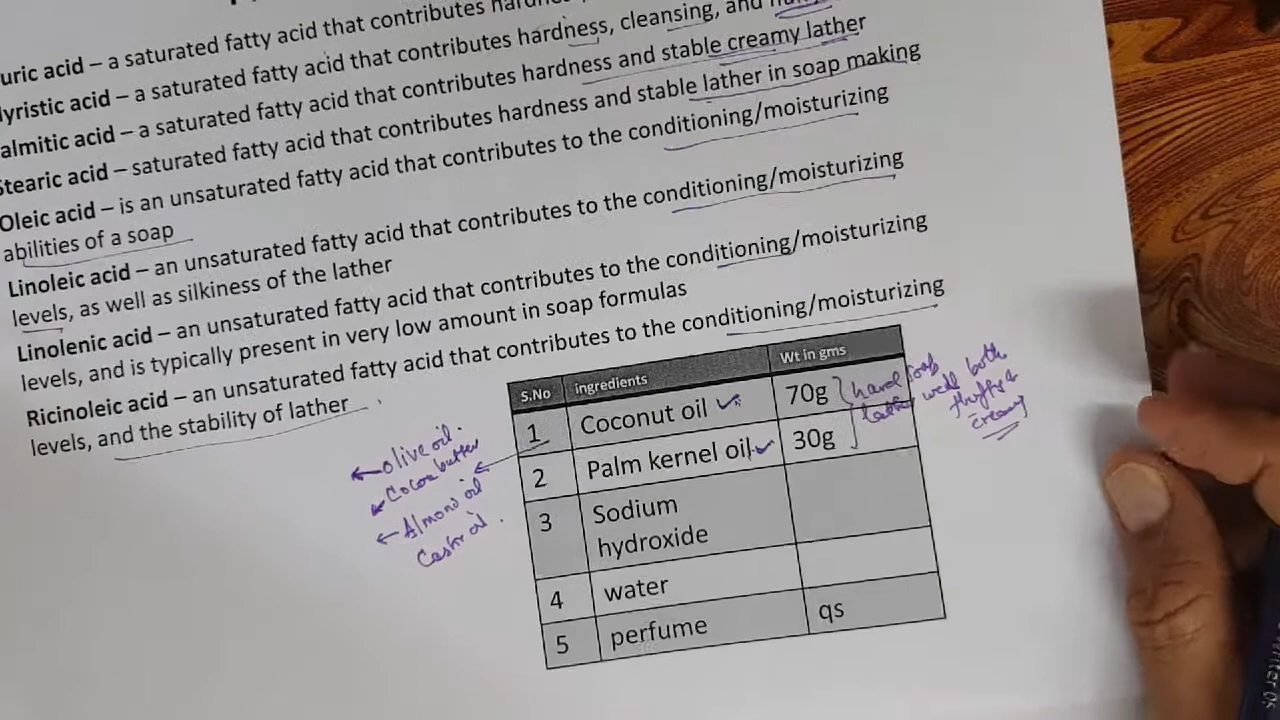 uric acid – a saturated fatty acid that contributes
yristic acid – a saturated fatty acid that contributes hardness, cleansing, and
almitic acid – a saturated fatty acid that contributes hardness and stable creamy lather
Stearic acid – saturated fatty acid that contributes hardness and stable lather in soap making
Oleic acid – is an unsaturated fatty acid that contributes to the conditioning/moisturizing
abilities of a soap
Linoleic acid – an unsaturated fatty acid that contributes to the conditioning/moisturizing
levels, as well as silkiness of the lather
Linolenic acid – an unsaturated fatty acid that contributes to the conditioning/moisturizing
levels, and is typically present in very low amount in soap formulas
Ricinoleic acid – an unsaturated fatty acid that contributes to the conditioning/moisturizing
levels, and the stability of lather
olive oil.
Cocoa butter
Almond oil
Castor oil
S.No ingredients Wt in gms
1 Coconut oil 70g
2 Palm kernel oil 30g
3 Sodium
hydroxide
4 water
5 perfume qs
hard soap
lather well both
fluffy &
creamy